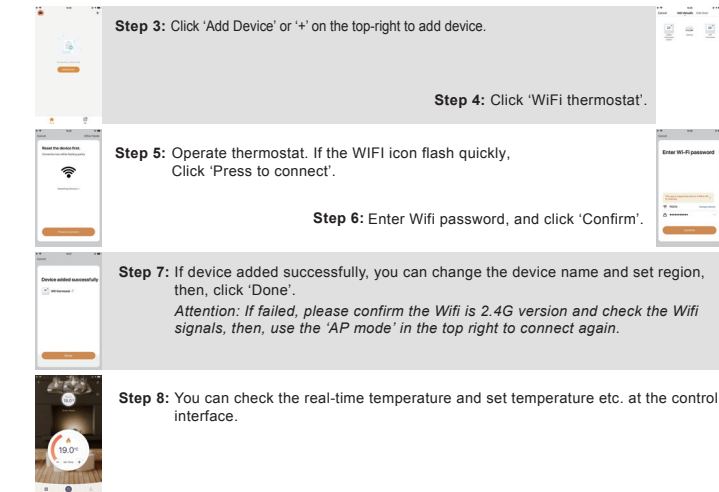 Step 3: Click 'Add Device' or '+' on the top-right to add device.
Step 4: Click 'WiFi thermostat'.
Reset the device first.
Step 5: Operate thermostat. If the WIFI icon flash quickly,
Click 'Press to connect'.
Enter Wi-Fi password
Step 6: Enter Wifi password, and click 'Confirm'.
Device added successfully
Step 7: If device added successfully, you can change the device name and set region,
then, click 'Done'.
Attention: If failed, please confirm the Wifi is 2.4G version and check the Wifi
signals, then, use the 'AP mode' in the top right to connect again.
Step 8: You can check the real-time temperature and set temperature etc. at the control
interface.
19.0